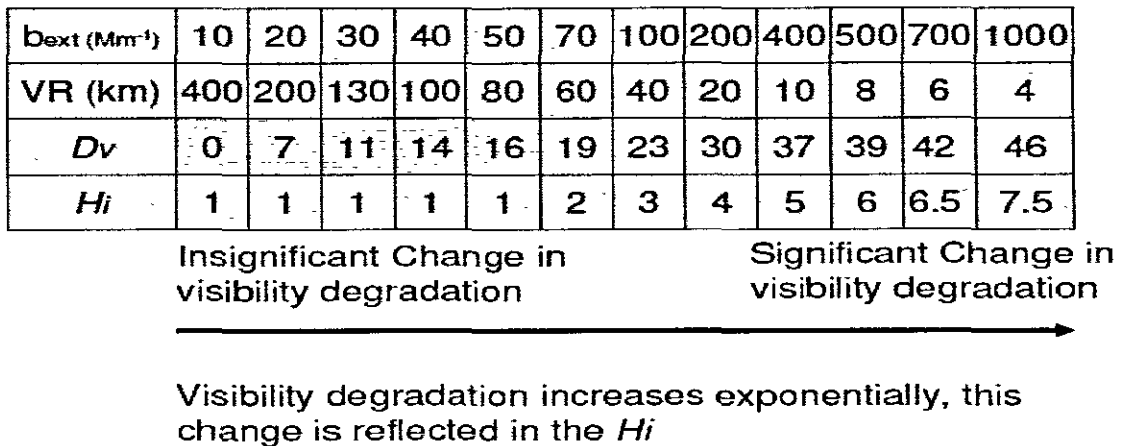 bext (Mm-¹) 10 20 30 40 50 70 100 200 400 500 700 1000
VR (km) 400 200 130 100 80 60 40 20 10 8 6 4
Dv 0 7 11 14 16 19 23 30 37 39 42 46
Hi 1 1 1 1 1 2 3 4 5 6 6.5 7.5
Insignificant Change in
visibility degradation
Significant Change in
visibility degradation
Visibility degradation increases exponentially, this
change is reflected in the Hi